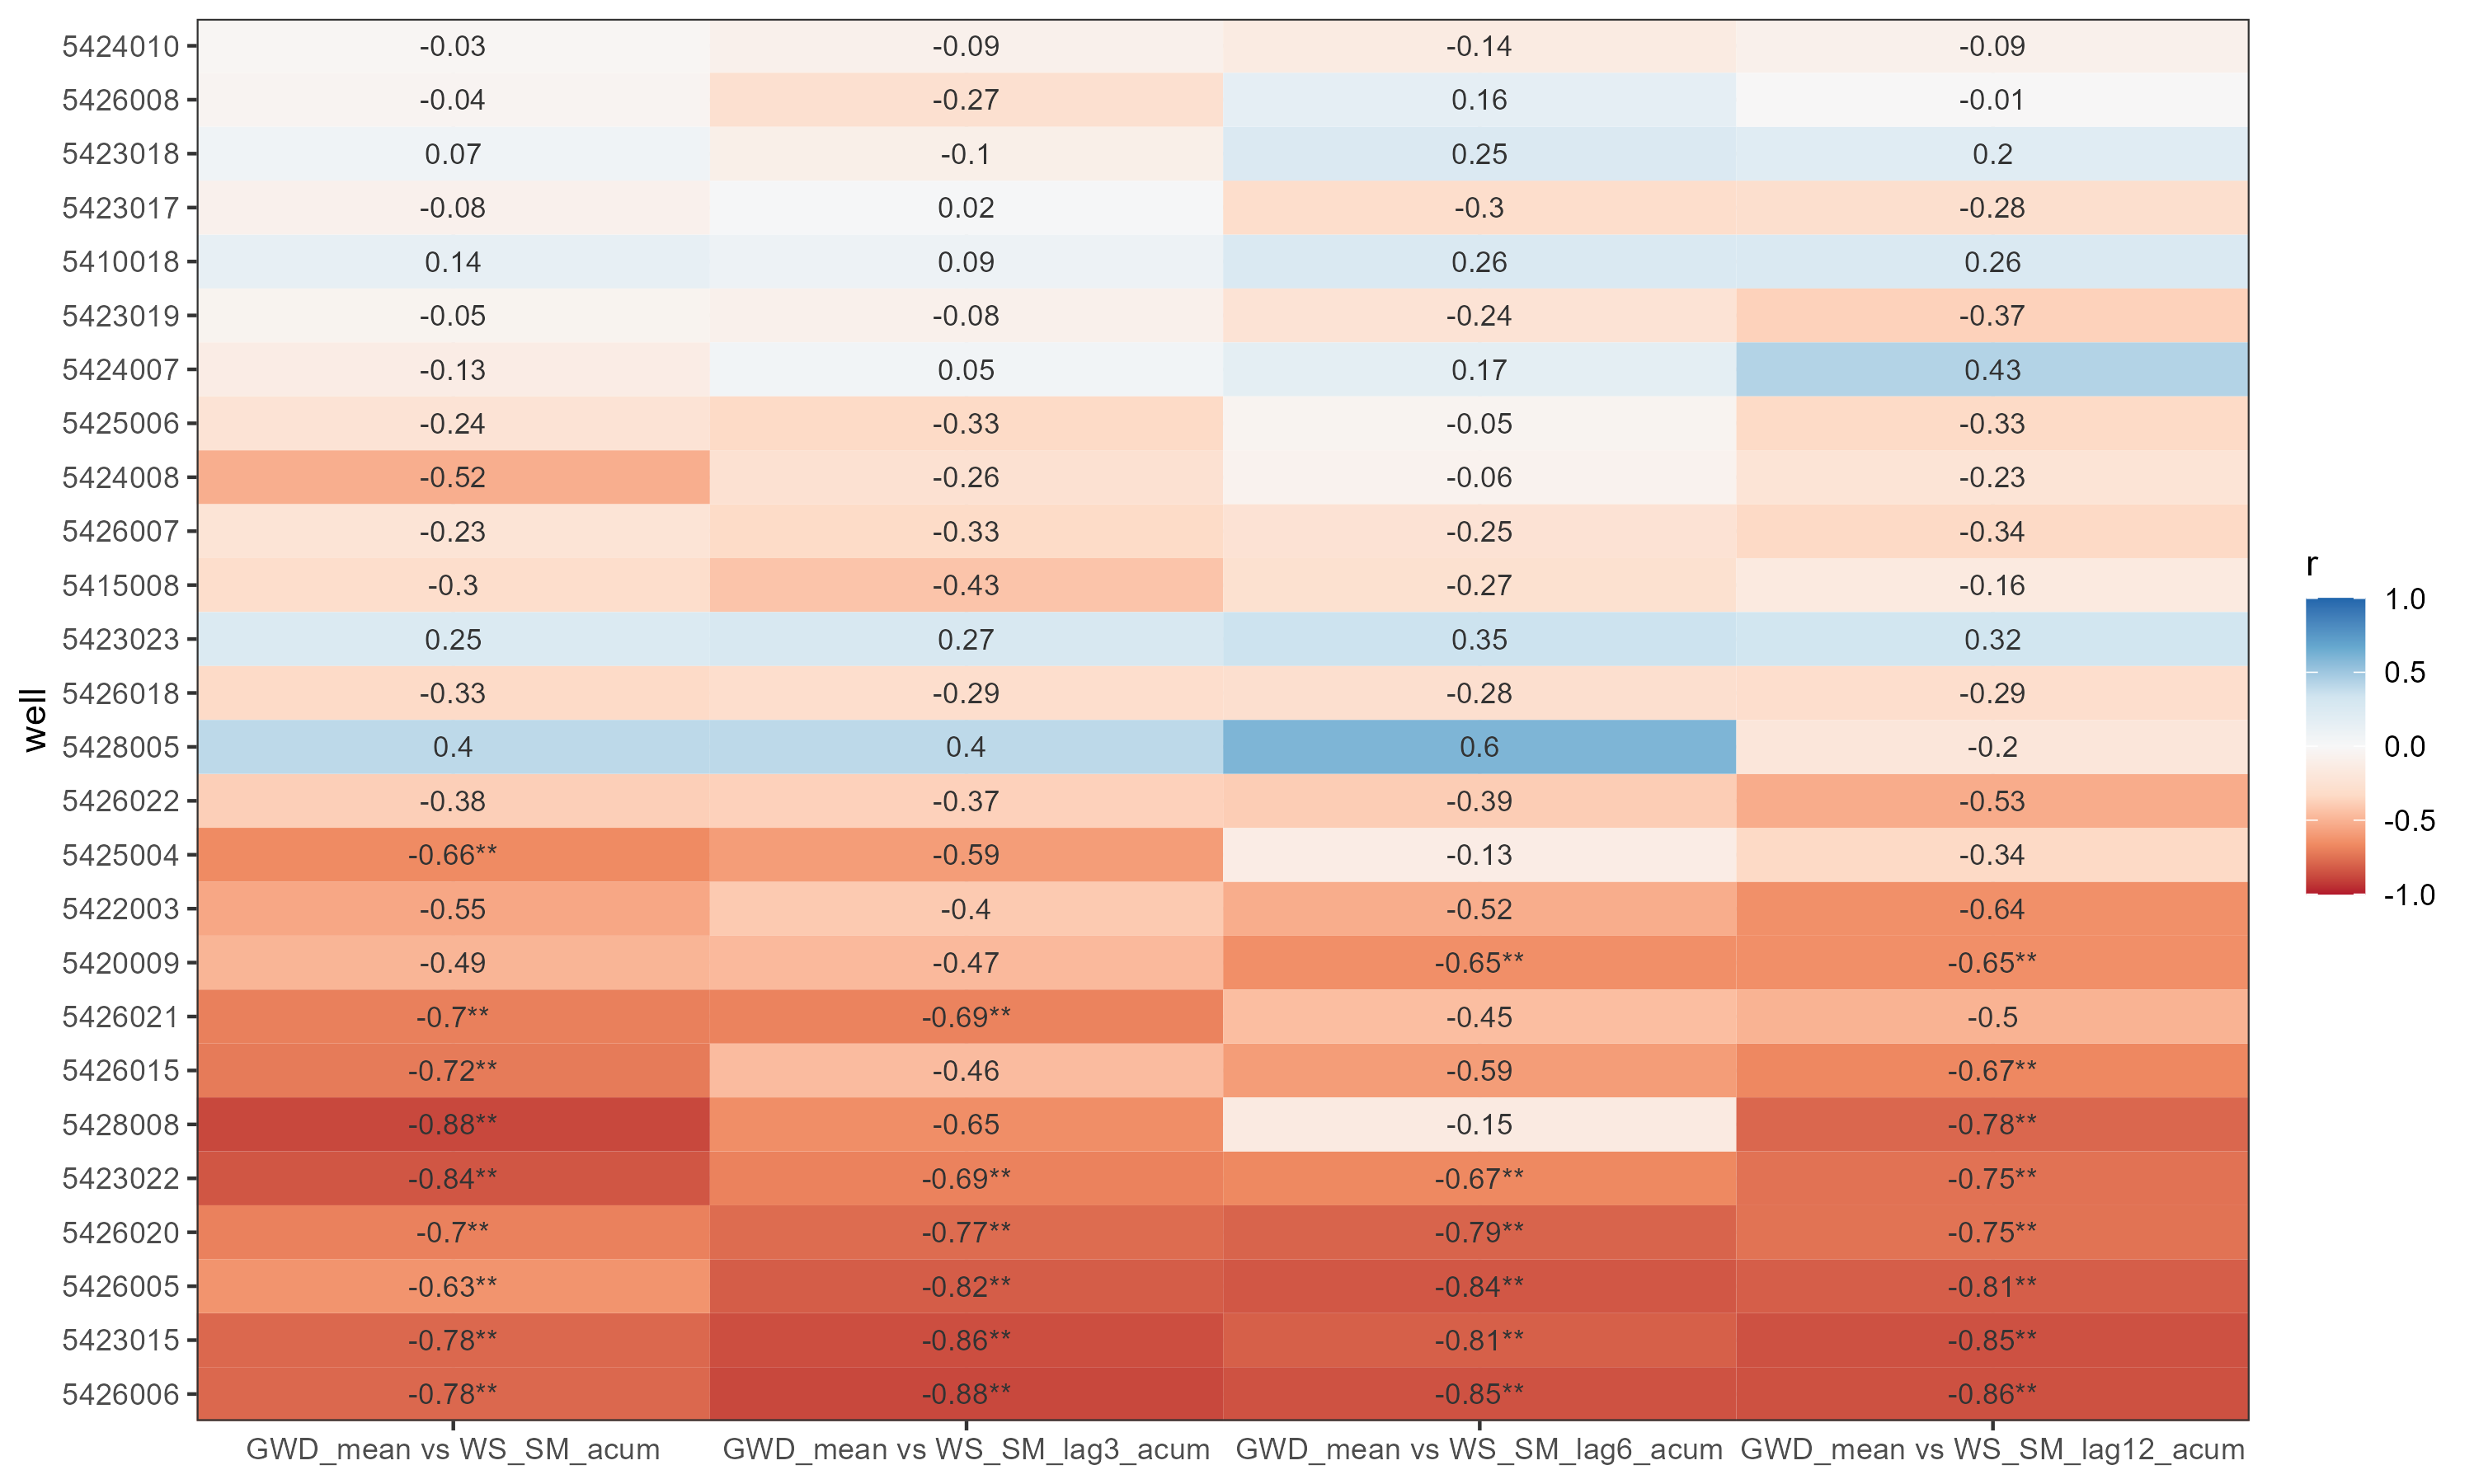 5424010 -0.03 -0.09 -0.14 -0.09
5426008 -0.04 -0.27 0.16 -0.01
5423018 0.07 -0.1 0.25 0.2
5423017 -0.08 0.02 -0.3 -0.28
5410018 0.14 0.09 0.26 0.26
5423019 -0.05 -0.08 -0.24 -0.37
5424007 -0.13 0.05 0.17 0.43
5425006 -0.24 -0.33 -0.05 -0.33
5424008 -0.52 -0.26 -0.06 -0.23
5426007 -0.23 -0.33 -0.25 -0.34
5415008 -0.3 -0.43 -0.27 -0.16
5423023 0.25 0.27 0.35 0.32
5426018 -0.33 -0.29 -0.28 -0.29
5428005 0.4 0.4 0.6 -0.2
5426022 -0.38 -0.37 -0.39 -0.53
5425004 -0.66** -0.59 -0.13 -0.34
5422003 -0.55 -0.4 -0.52 -0.64
5420009 -0.49 -0.47 -0.65** -0.65**
5426021 -0.7** -0.69** -0.45 -0.5
5426015 -0.72** -0.46 -0.59 -0.67**
5428008 -0.88** -0.65 -0.15 -0.78**
5423022 -0.84** -0.69** -0.67** -0.75**
5426020 -0.7** -0.77** -0.79** -0.75**
5426005 -0.63** -0.82** -0.84** -0.81**
5423015 -0.78** -0.86** -0.81** -0.85**
5426006 -0.78** -0.88** -0.85** -0.86**
GWD_mean vs WS_SM_acum GWD_mean vs WS_SM_lag3_acum GWD_mean vs WS_SM_lag6_acum GWD_mean vs WS_SM_lag12_acum
well
r
1.0
0.5
0.0
-0.5
-1.0